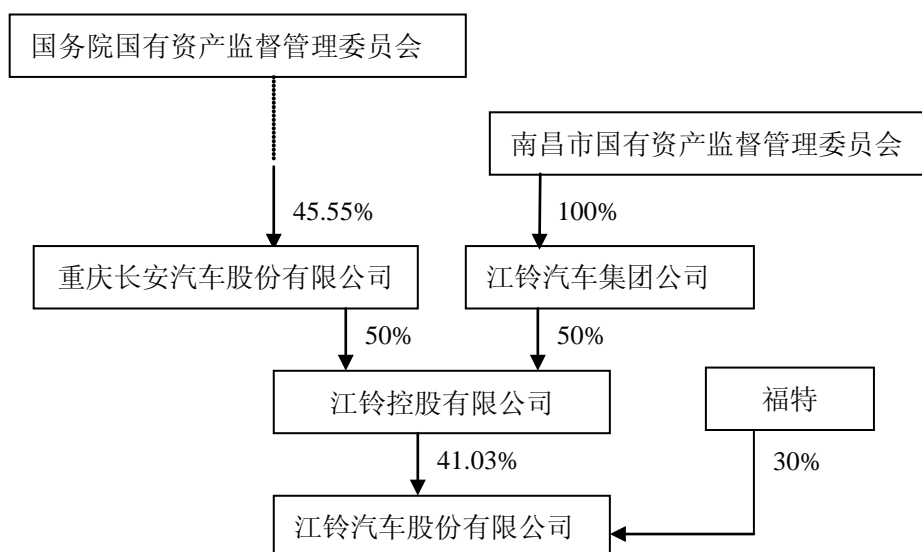 国务院国有资产监督管理委员会
南昌市国有资产监督管理委员会
45.55%
100%
重庆长安汽车股份有限公司
江铃汽车集团公司
50%
50%
江铃控股有限公司
福特
41.03%
30%
江铃汽车股份有限公司